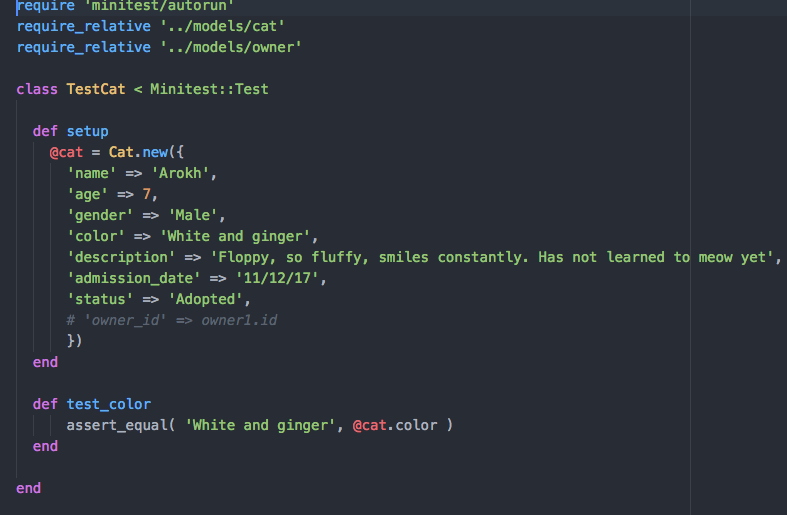 require 'minitest/autorun'
require_relative '../models/cat'
require_relative '../models/owner'
class TestCat < Minitest::Test
def setup
@cat = Cat.new({
'name' => 'Arokh',
'age' => 7,
'gender' => 'Male',
'color' => 'White and ginger',
'description' => 'Floppy, so fluffy, smiles constantly. Has not learned to meow yet',
'admission_date' => '11/12/17',
'status' => 'Adopted',
# 'owner_id' => owner1.id
})
end
def test_color
assert_equal( 'White and ginger', @cat.color )
end
end